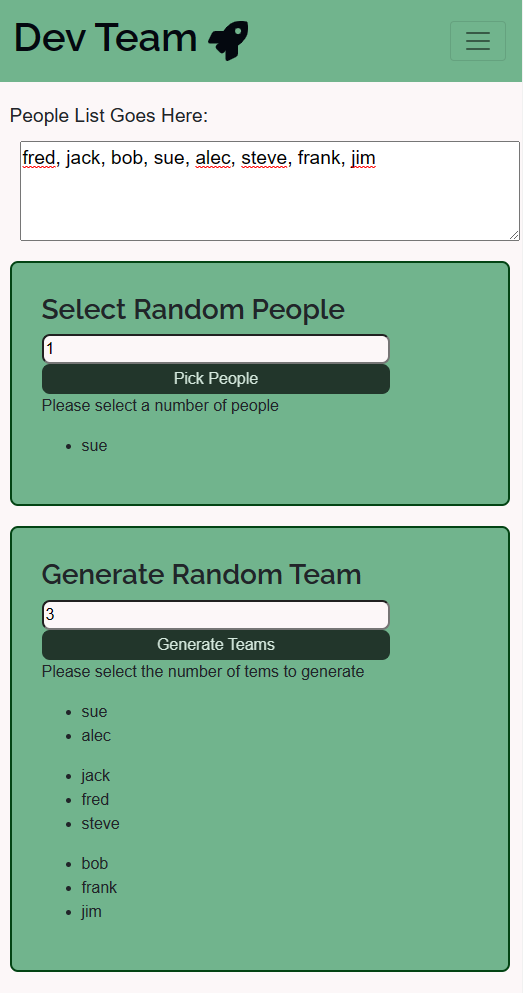 Dev Team
People List Goes Here:
fred, jack, bob, sue, alec, steve, frank, jim
Select Random People
1
Pick People
Please select a number of people
sue
Generate Random Team
3
Generate Teams
Please select the number of tems to generate
sue
alec
jack
fred
steve
bob
frank
jim